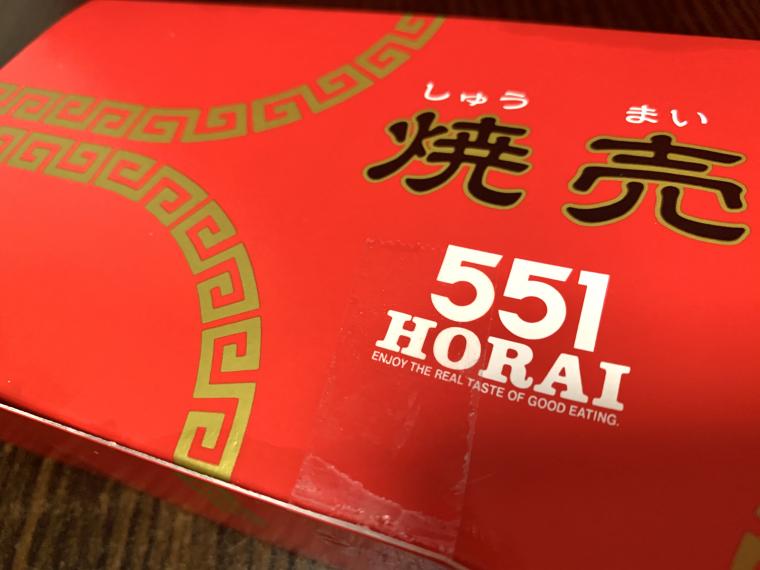 しゅう まい
焼売
551
HORAI
ENJOY THE REAL TASTE OF GOOD EATING.